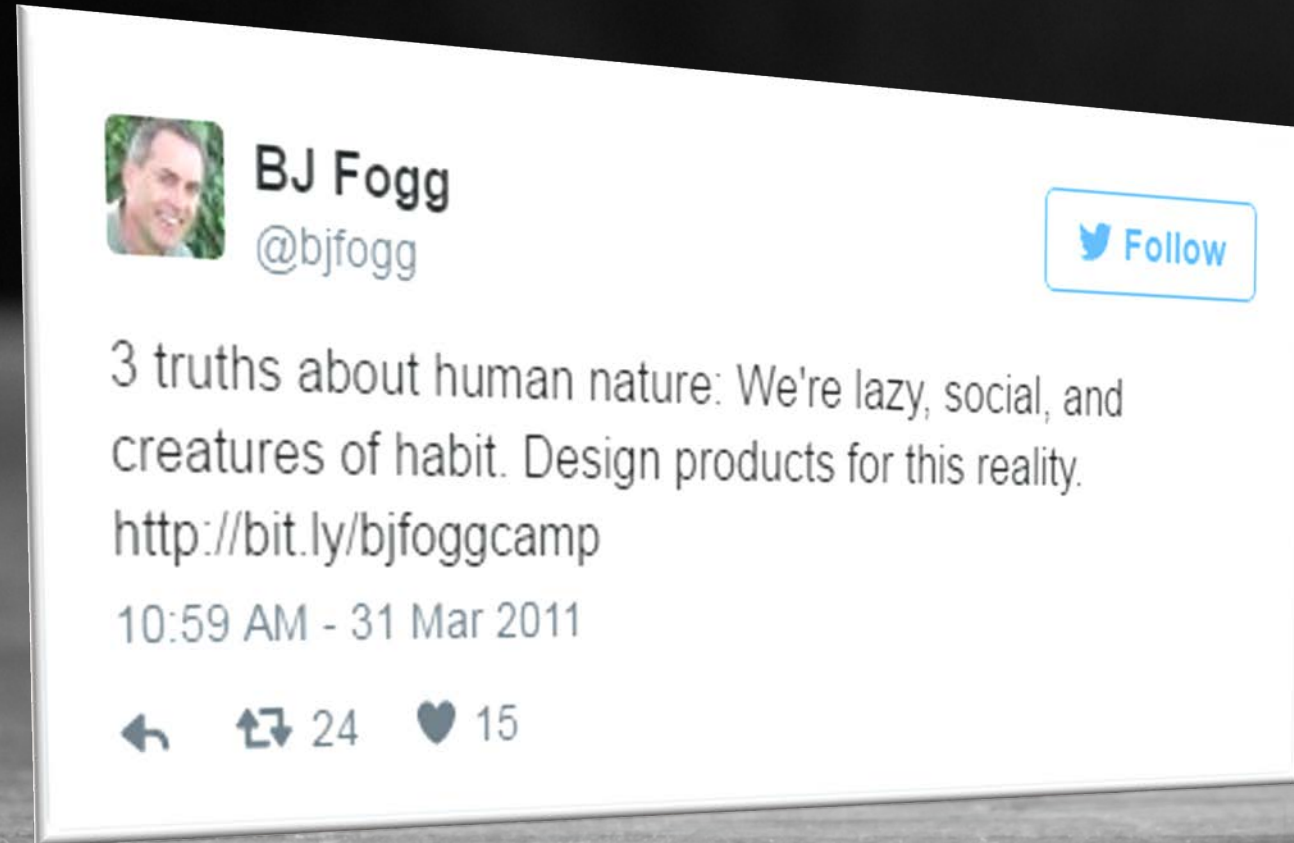 BJ Fogg
@bjfogg
Follow
3 truths about human nature: We're lazy, social, and
creatures of habit. Design products for this reality.
http://bit.ly/bjfoggcamp
10:59 AM - 31 Mar 2011
24 15